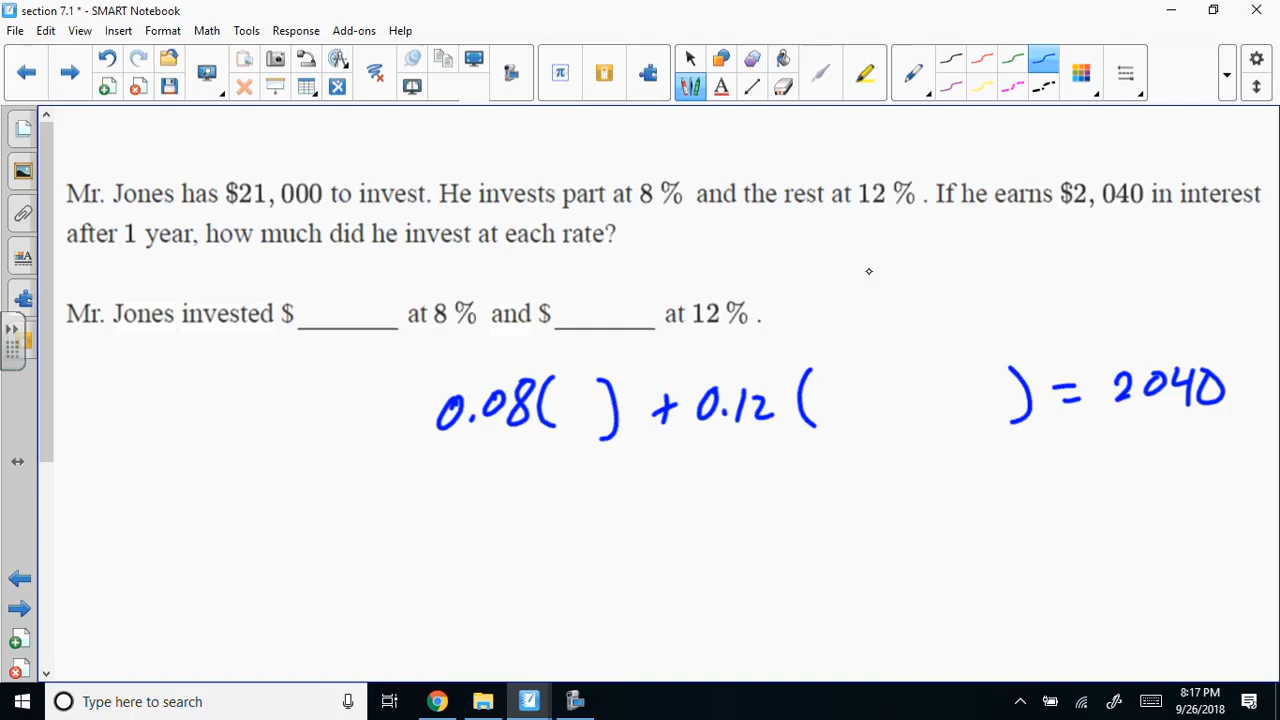 section 7.1 * - SMART Notebook
File Edit View Insert Format Math Tools Response Add-ons Help
Mr. Jones has $21, 000 to invest. He invests part at 8 % and the rest at 12 % . If he earns $2, 040 in interest
after 1 year, how much did he invest at each rate?
Mr. Jones invested $ ________ at 8 % and $ ________ at 12 % .
0.08( ) + 0.12 ( ) = 2040
Type here to search
8:17 PM
9/26/2018